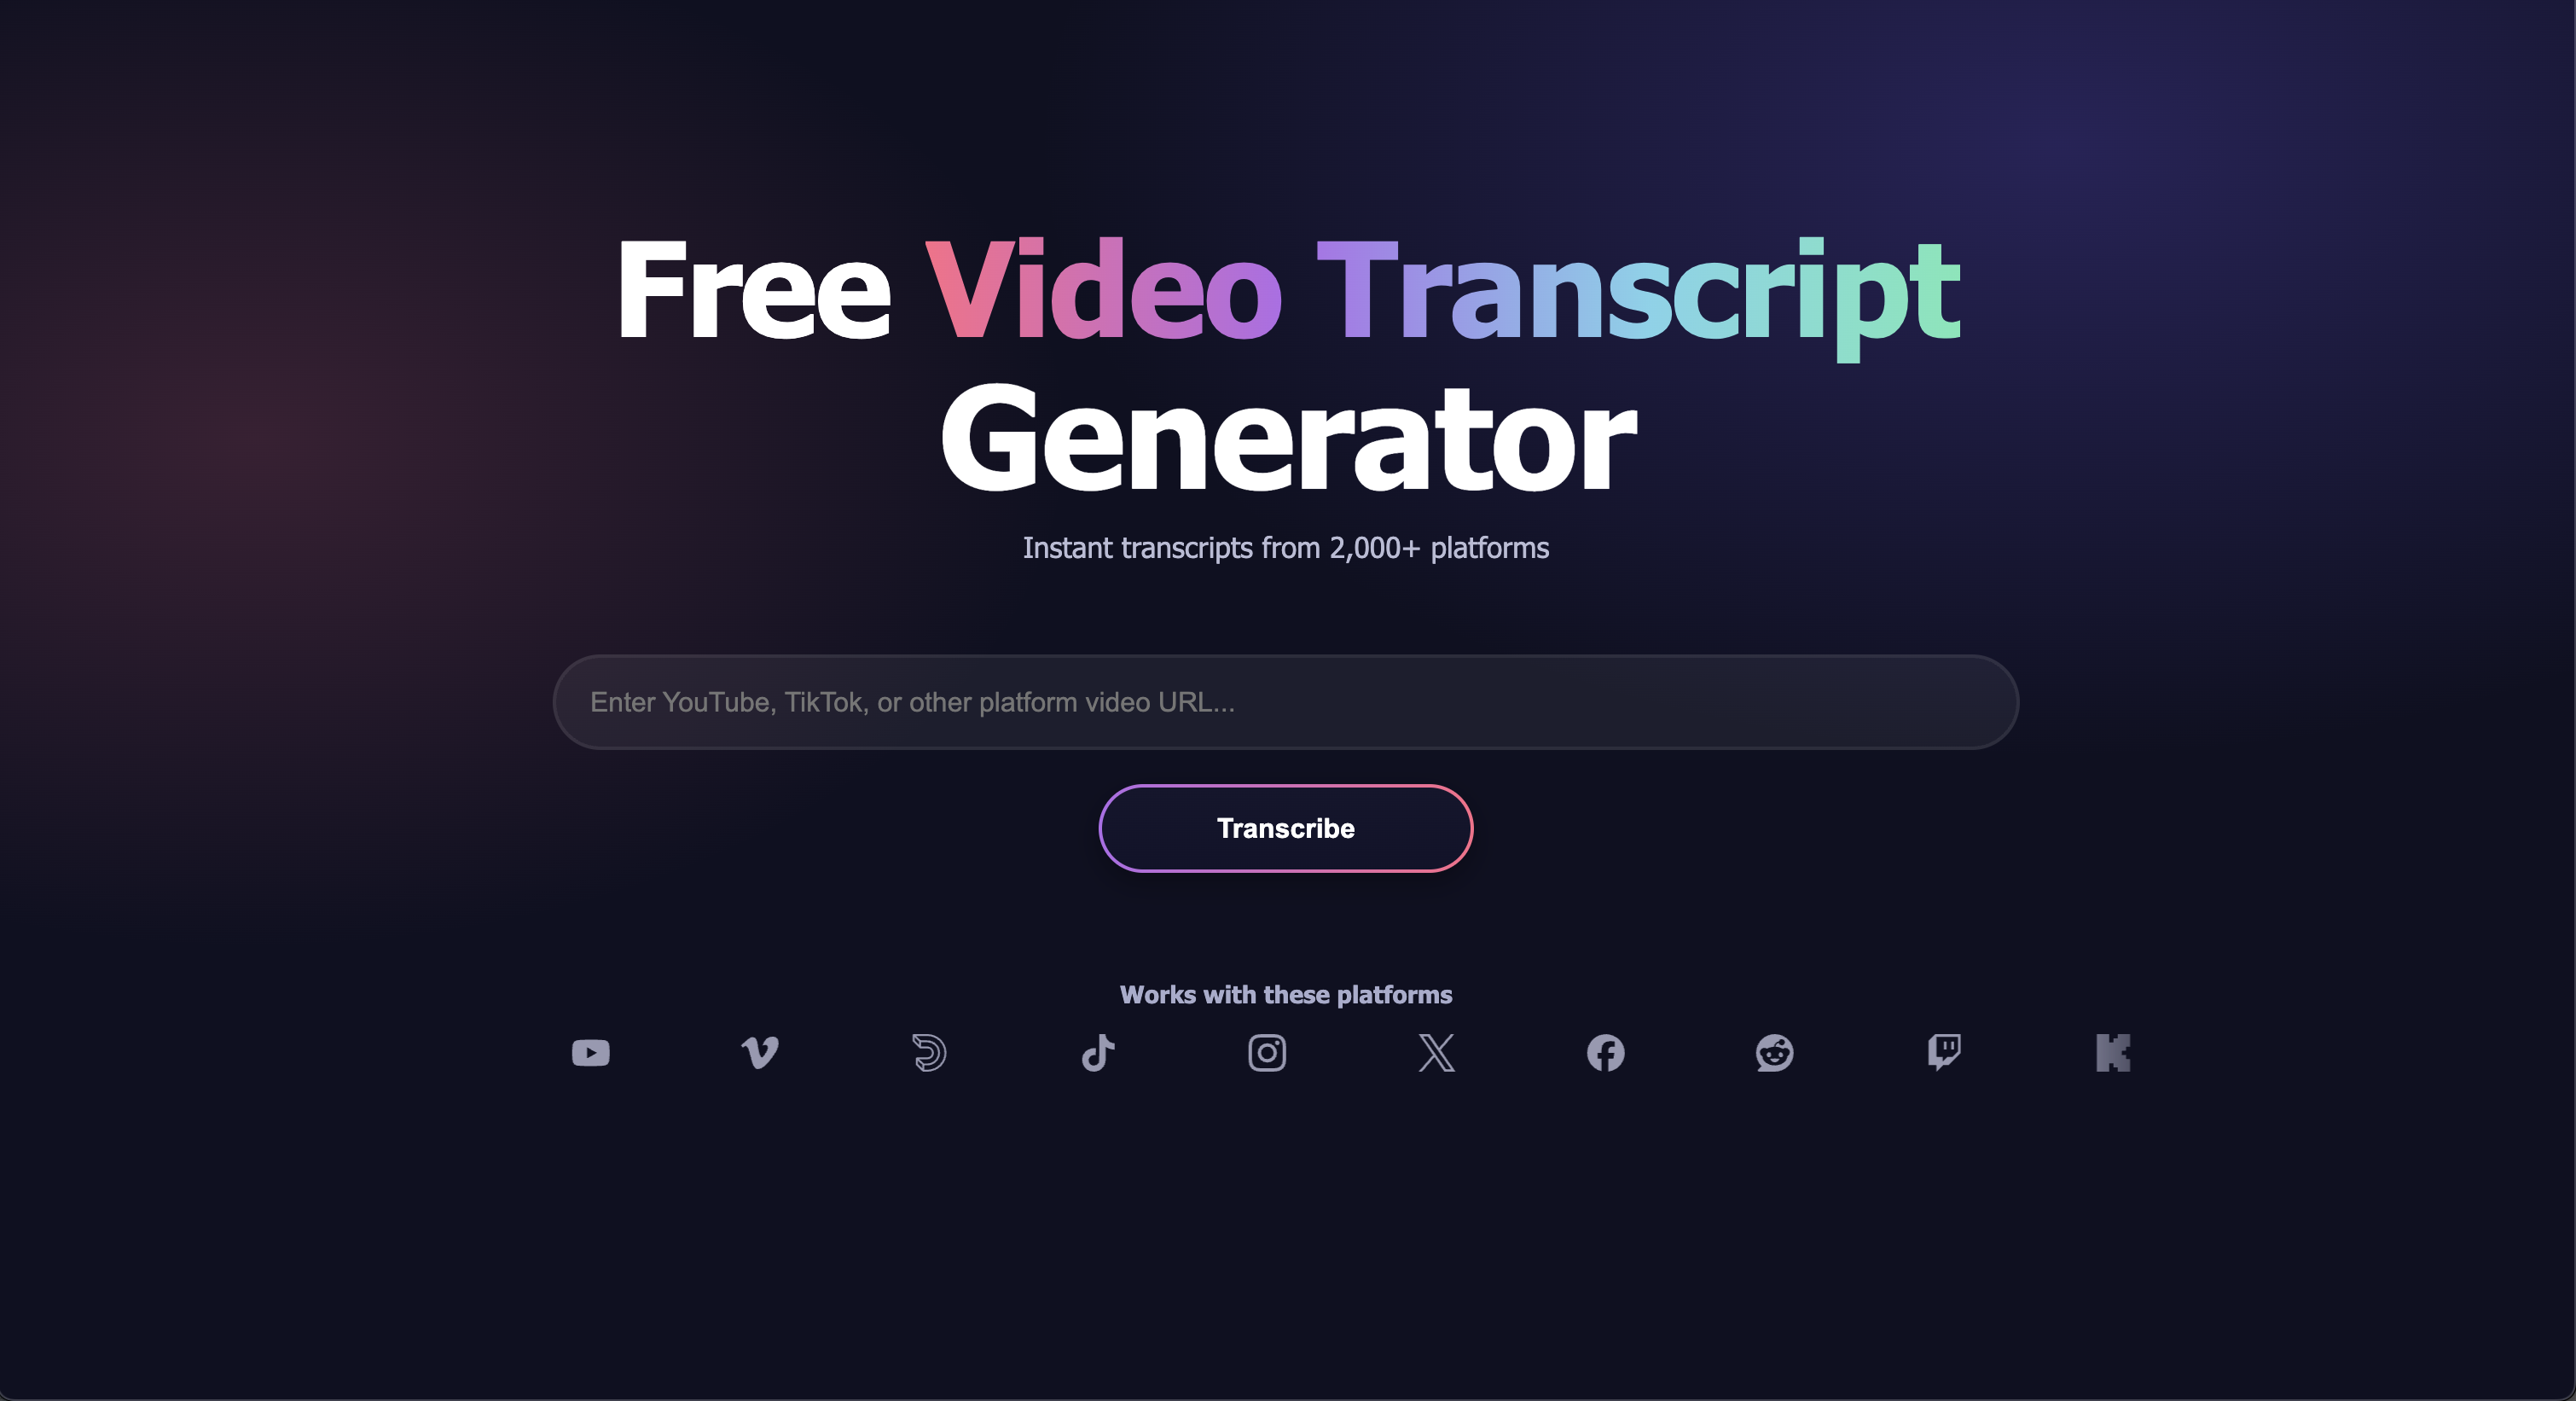 Free Video Transcript
Generator
Instant transcripts from 2,000+ platforms
Enter YouTube, TikTok, or other platform video URL...
Transcribe
Works with these platforms